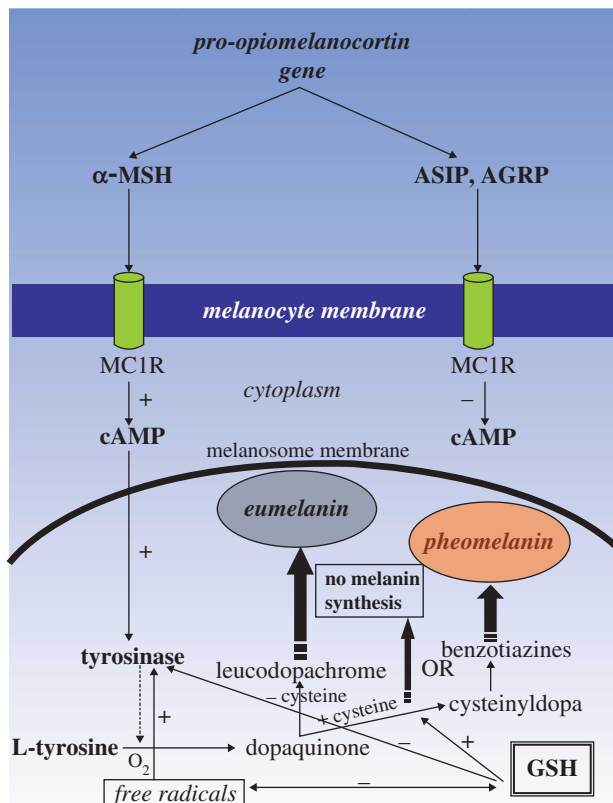 pro-opiomelanocortin
gene
α-MSH
ASIP, AGRP
melanocyte membrane
MC1R
MC1R
+
cytoplasm
–
cAMP
cAMP
melanosome membrane
eumelanin
+
pheomelanin
no melanin
synthesis
tyrosinase
leucodopachrome
OR
benzotiazines
– cysteine
+ cysteine
cysteinyldopa
+
–
+
L-tyrosine
O2
dopaquinone
GSH
free radicals
–